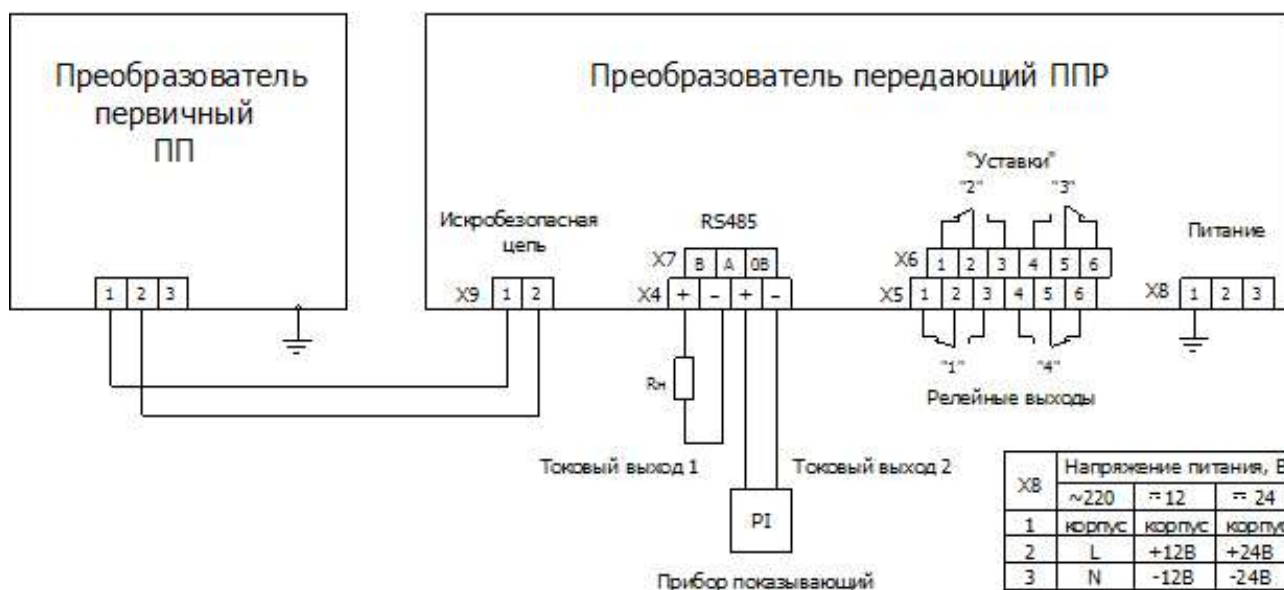 Преобразователь
первичный
ПП
1 2 3
Преобразователь передающий ППР
Искробезопасная
цепь
X9 1 2
RS485
X7 B A 0B
X4 + - + -
Rн
Токовый выход 1
Токовый выход 2
PI
Прибор показывающий
"Уставки"
"2" "3"
X6 1 2 3 4 5 6
X5 1 2 3 4 5 6
"1" "4"
Релейные выходы
Питание
X8 1 2 3
X8 Напряжение питания, В
~220 =12 = 24
1 корпус корпус корпус
2 L +12В +24В
3 N -12В -24В